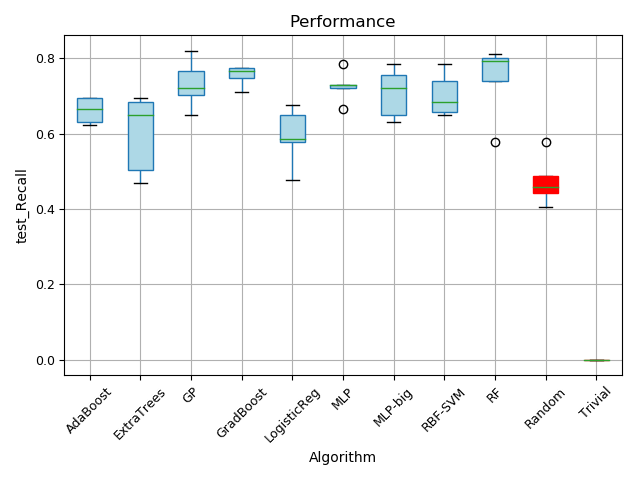 Performance
test_Recall
0.8
0.6
0.4
0.2
0.0
AdaBoost
ExtraTrees
GP
GradBoost
LogisticReg
MLP
MLP-big
RBF-SVM
RF
Random
Trivial
Algorithm